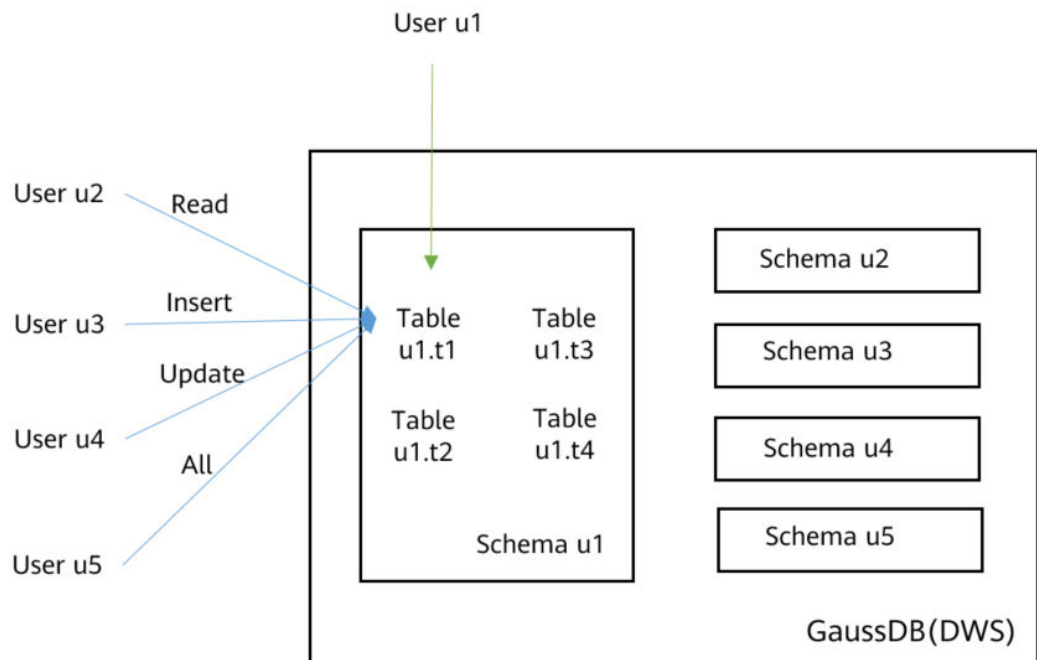 User u1
User u2
Read
User u3
Insert
Update
User u4
All
User u5
Table
u1.t1
Table
u1.t3
Table
u1.t2
Table
u1.t4
Schema u1
Schema u2
Schema u3
Schema u4
Schema u5
GaussDB(DWS)